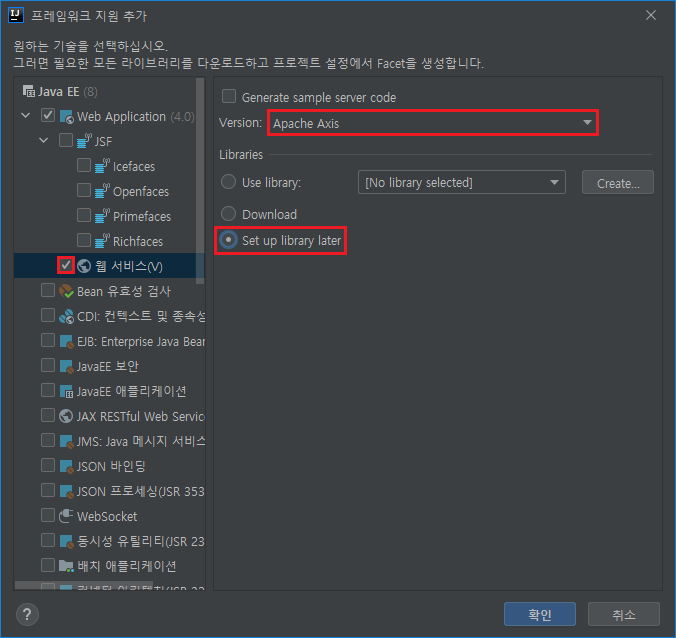 프레임워크 지원 추가
원하는 기술을 선택하십시오.
그러면 필요한 모든 라이브러리를 다운로드하고 프로젝트 설정에서 Facet을 생성합니다.
Java EE (8)
Web Application (4.0)
JSF
Icefaces
Openfaces
Primefaces
Richfaces
웹 서비스(V)
Bean 유효성 검사
CDI: 컨텍스트 및 종속성
EJB: Enterprise Java Bean
JavaEE 보안
JavaEE 애플리케이션
JAX RESTful Web Service
JMS: Java 메시지 서비스
JSON 바인딩
JSON 프로세싱(JSR 353
WebSocket
동시성 유틸리티(JSR 23
배치 애플리케이션
Generate sample server code
Version: Apache Axis
Libraries
Use library: [No library selected] Create...
Download
Set up library later
? 확인 취소